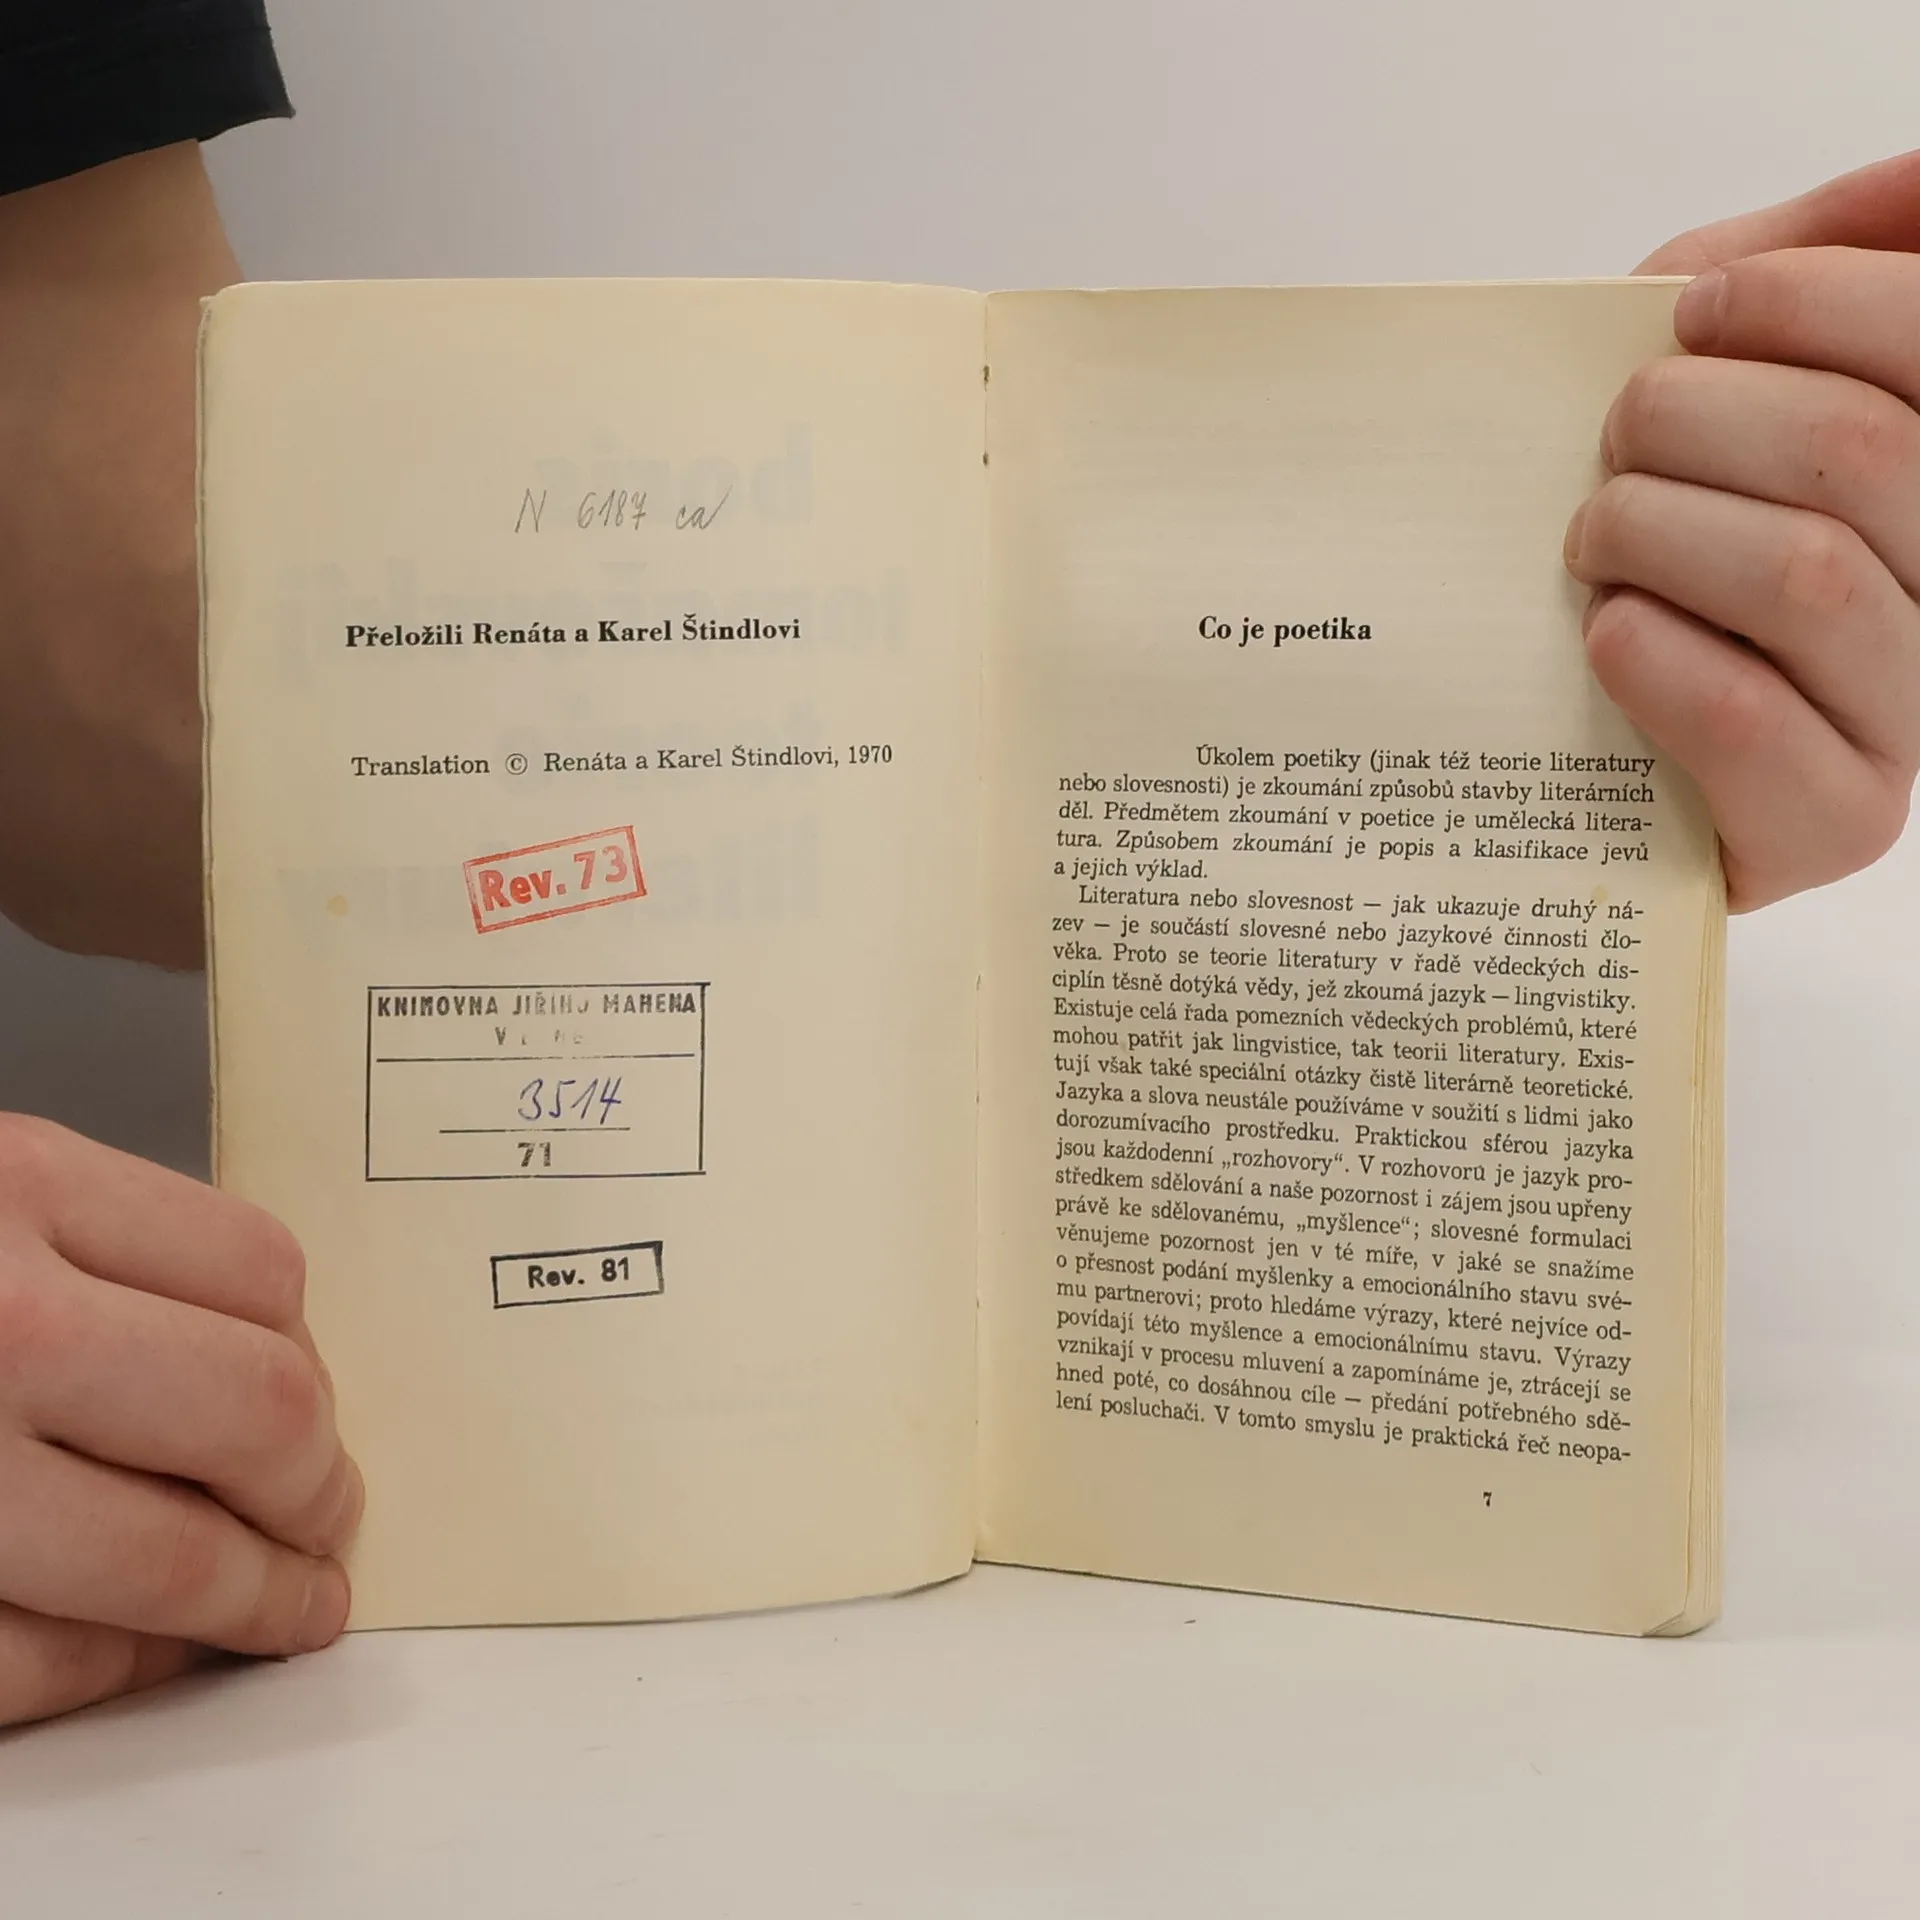 N 6187 ca
Přeložili Renáta a Karel Štindlovi
Translation © Renáta a Karel Štindlovi, 1970
Rev. 73
KNIHOVNA JIŘÍHO MAHENA
V
3514
71
Rev. 81
Co je poetika
Úkolem poetiky (jinak též teorie literatury
nebo slovesnosti) je zkoumání způsobů stavby literárních
děl. Předmětem zkoumání v poetice je umělecká litera-
tura. Způsobem zkoumání je popis a klasifikace jevů
a jejich výklad.
Literatura nebo slovesnost — jak ukazuje druhý ná-
zev — je součástí slovesné nebo jazykové činnosti člo-
věka. Proto se teorie literatury v řadě vědeckých dis-
ciplín těsně dotýká vědy, jež zkoumá jazyk — lingvistiky.
Existuje celá řada pomezních vědeckých problémů, které
mohou patřit jak lingvistice, tak teorii literatury. Exis-
tují však také speciální otázky čistě literárně teoretické.
Jazyka a slova neustále používáme v soužití s lidmi jako
dorozumívacího prostředku. Praktickou sférou jazyka
jsou každodenní „rozhovory“. V rozhovoru je jazyk pro-
středkem sdělování a naše pozornost i zájem jsou upřeny
právě ke sdělovanému, „myšlence“; slovesné formulaci
věnujeme pozornost jen v té míře, v jaké se snažíme
o přesnost podání myšlenky a emocionálního stavu své-
mu partnerovi; proto hledáme výrazy, které nejvíce od-
povídají této myšlence a emocionálnímu stavu. Výrazy
vznikají v procesu mluvení a zapomínáme je, ztrácejí se
hned poté, co dosáhnou cíle — předání potřebného sdě-
lení posluchači. V tomto smyslu je praktická řeč neopa-
7